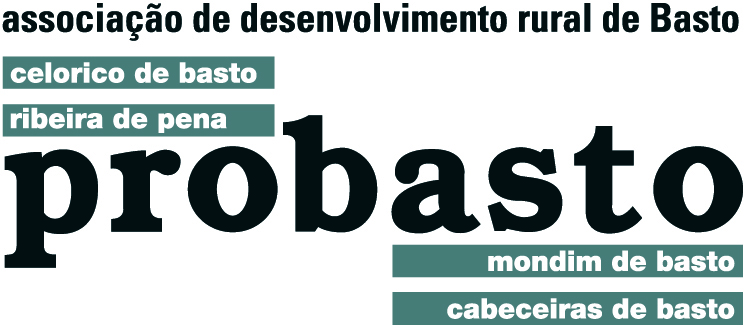 associação de desenvolvimento rural de Basto
celorico de basto
ribeira de pena
probasto
mondim de basto
cabeceiras de basto